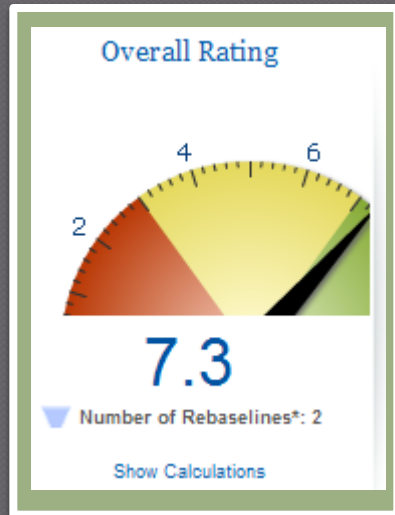 Overall Rating
4 6
2
7.3
Number of Rebaselines*: 2
Show Calculations